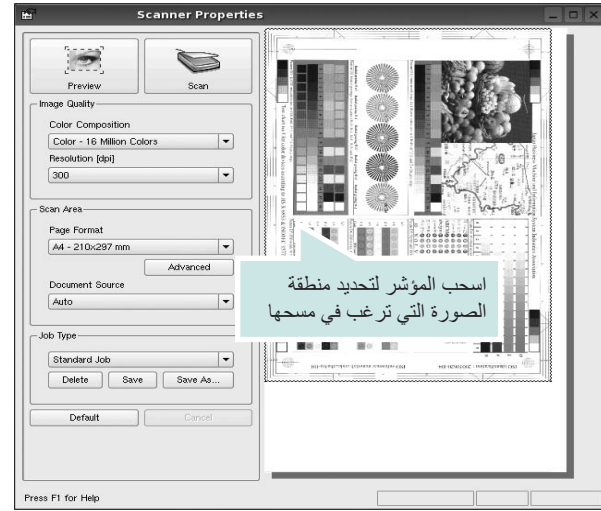 Scanner Properties
Preview
Scan
Image Quality
Color Composition
Color - 16 Million Colors
Resolution [dpi]
300
Scan Area
Page Format
A4 - 210x297 mm
Advanced
Document Source
Auto
Job Type
Standard Job
Delete
Save
Save As...
Default
Cancel
اسحب المؤشر لتحديد منطقة
الصورة التي ترغب في مسحها
Press F1 for Help